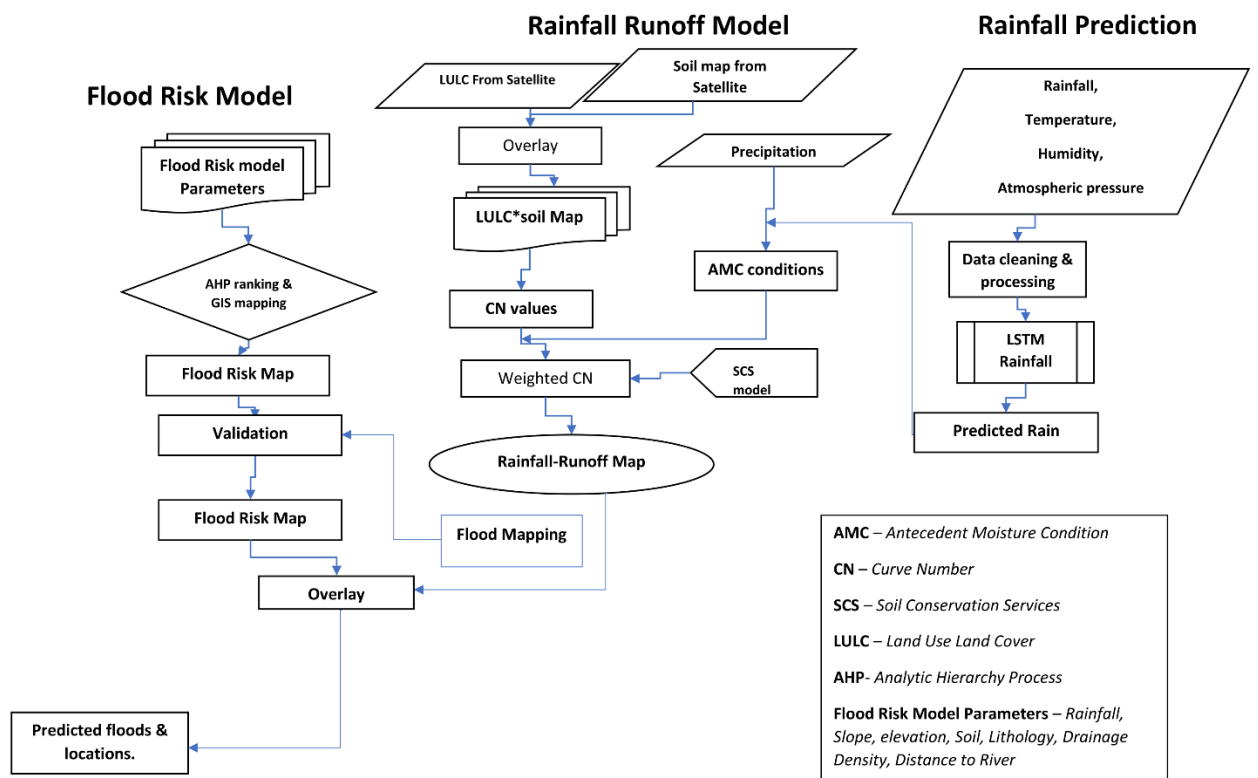 Rainfall Runoff Model
Rainfall Prediction
Flood Risk Model
LULC From Satellite
Soil map from
Satellite
Rainfall,
Temperature,
Humidity,
Atmospheric pressure
Flood Risk model
Parameters
Overlay
Precipitation
LULC*soil Map
AHP ranking &
GIS mapping
AMC conditions
Data cleaning &
processing
CN values
LSTM
Rainfall
Flood Risk Map
Weighted CN
SCS
model
Validation
Predicted Rain
Rainfall-Runoff Map
Flood Risk Map
Flood Mapping
Overlay
Predicted floods &
locations.
AMC – Antecedent Moisture Condition
CN – Curve Number
SCS – Soil Conservation Services
LULC – Land Use Land Cover
AHP- Analytic Hierarchy Process
Flood Risk Model Parameters – Rainfall,
Slope, elevation, Soil, Lithology, Drainage
Density, Distance to River